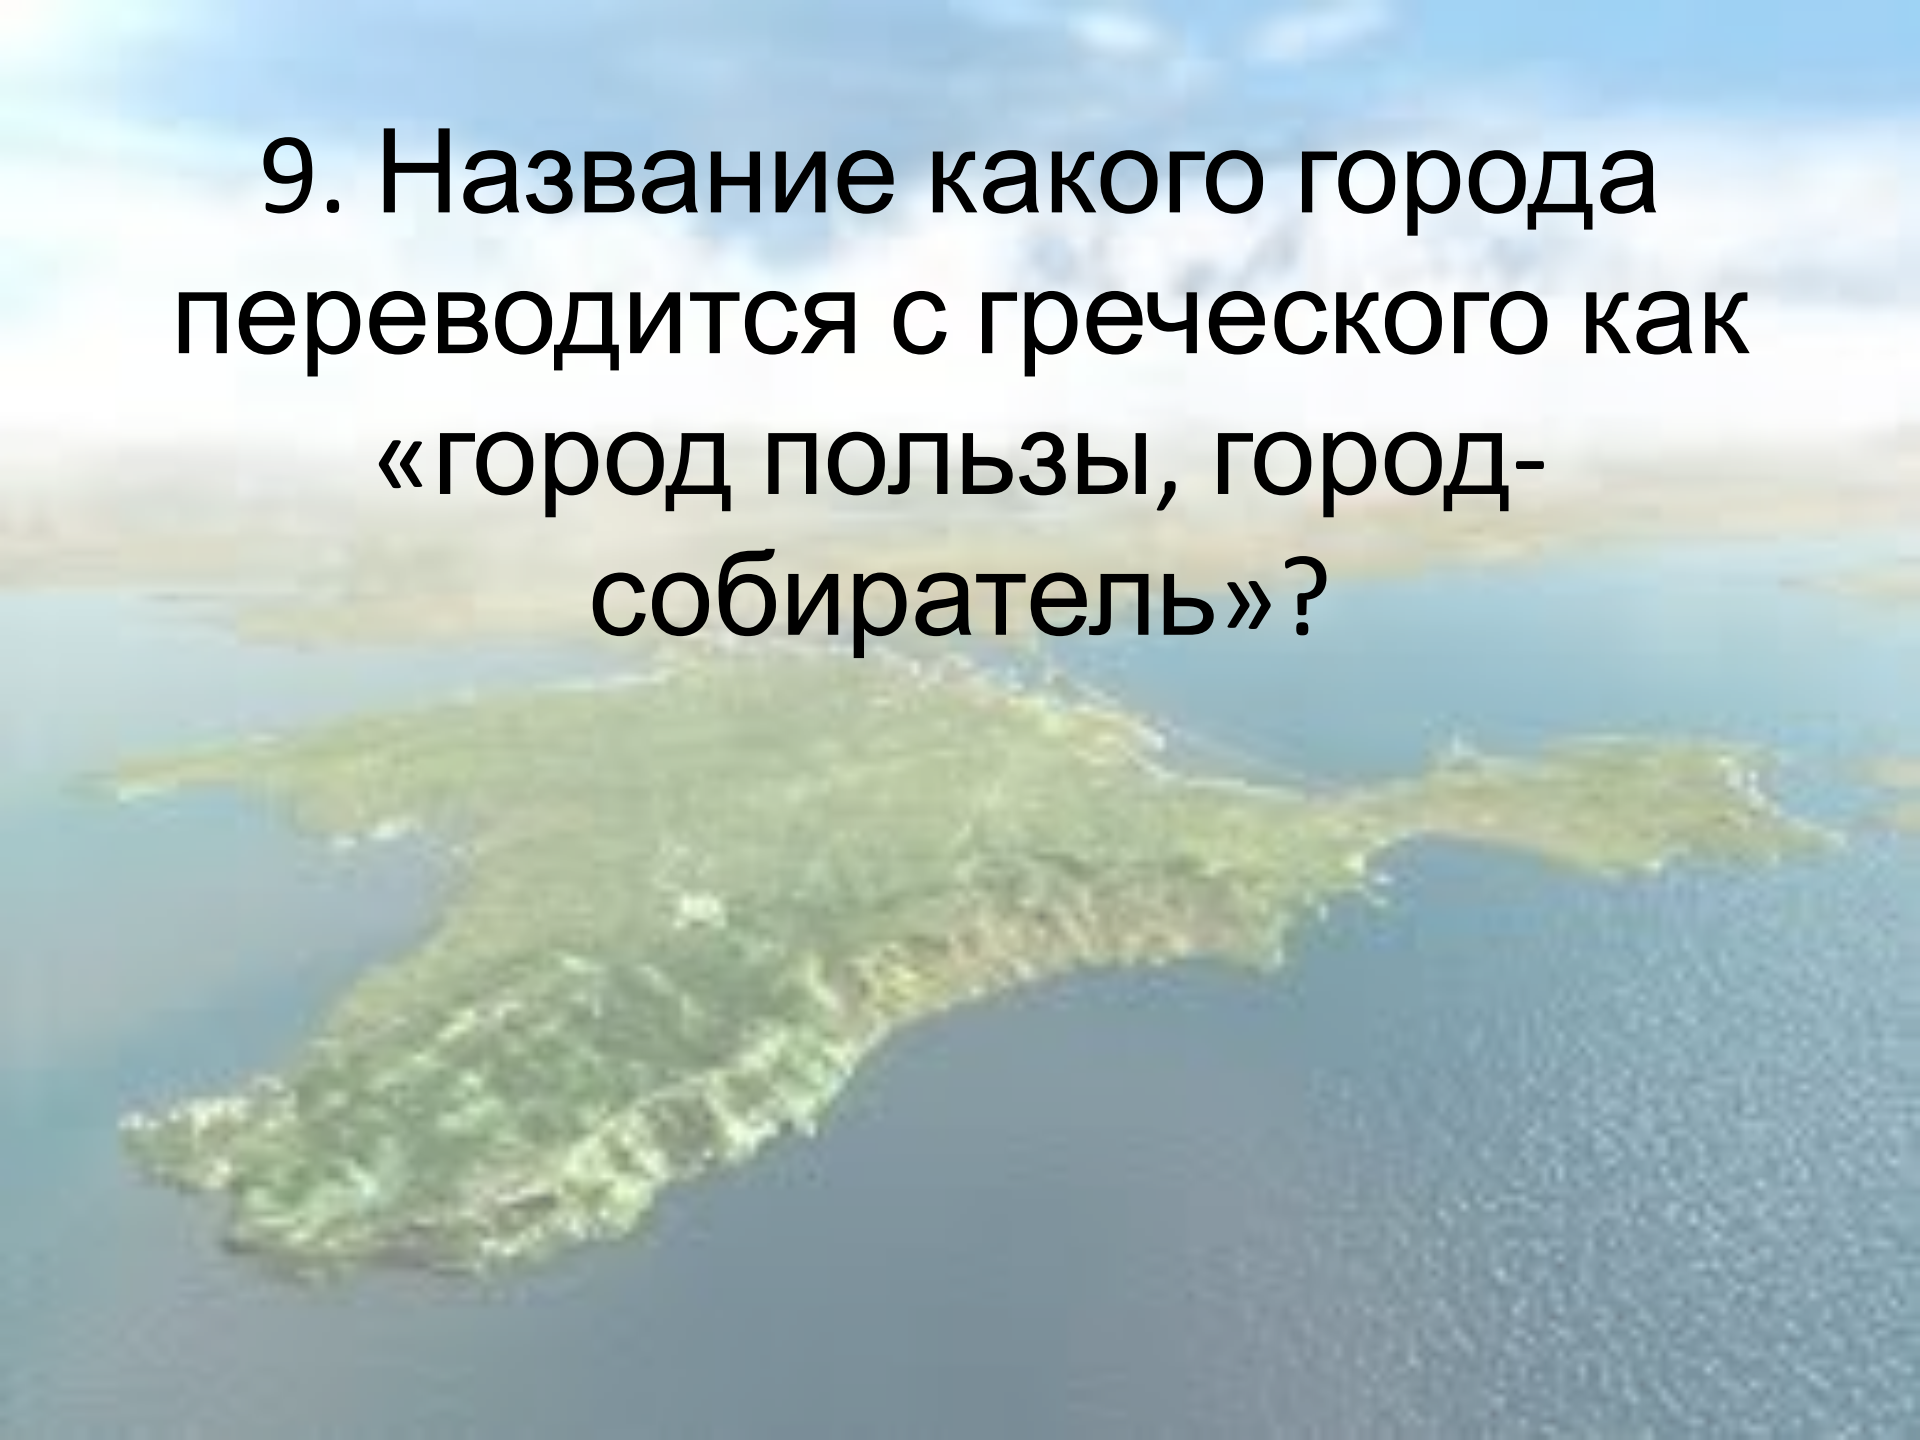 9. Название какого города
переводится с греческого как
«город пользы, город-
собиратель»?